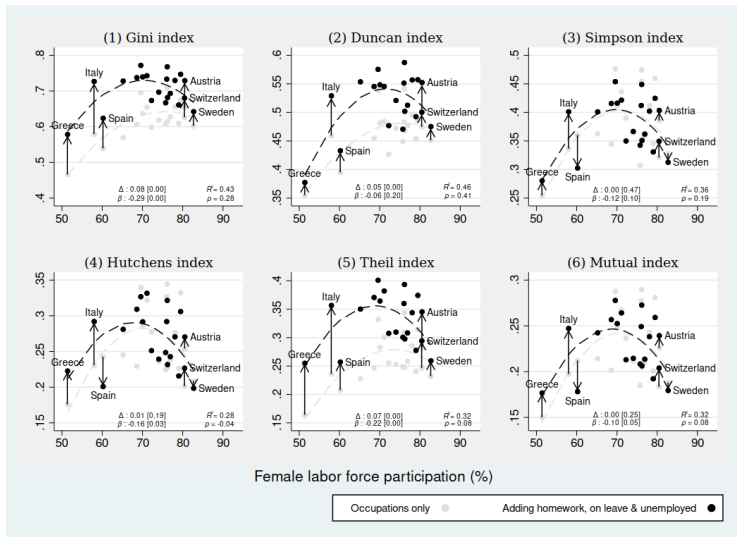 (1) Gini index
(2) Duncan index
(3) Simpson index
.8
.7
.6
.5
.4
Italy
Greece
Spain
Austria
Switzerland
Sweden
Δ : 0.08 [0.00]
β : -0.29 [0.00]
R² = 0.43
ρ = 0.28
50 60 70 80 90
.6
.55
.5
.45
.4
.35
Italy
Greece
Spain
Austria
Switzerland
Sweden
Δ : 0.05 [0.00]
β : -0.06 [0.20]
R² = 0.46
ρ = 0.41
50 60 70 80 90
.5
.45
.4
.35
.3
.25
Italy
Greece
Spain
Austria
Switzerland
Sweden
Δ : 0.00 [0.47]
β : -0.12 [0.10]
R² = 0.36
ρ = 0.19
50 60 70 80 90
(4) Hutchens index
(5) Theil index
(6) Mutual index
.35
.3
.25
.2
.15
Italy
Greece
Spain
Austria
Switzerland
Sweden
Δ : 0.01 [0.19]
β : -0.16 [0.03]
R² = 0.28
ρ = -0.04
50 60 70 80 90
.4
.35
.3
.25
.2
.15
Italy
Greece
Spain
Austria
Switzerland
Sweden
Δ : 0.07 [0.00]
β : -0.22 [0.00]
R² = 0.32
ρ = 0.08
50 60 70 80 90
.3
.25
.2
.15
Italy
Greece
Spain
Austria
Switzerland
Sweden
Δ : 0.00 [0.25]
β : -0.10 [0.05]
R² = 0.32
ρ = 0.08
50 60 70 80 90
Female labor force participation (%)
Occupations only
Adding homework, on leave & unemployed